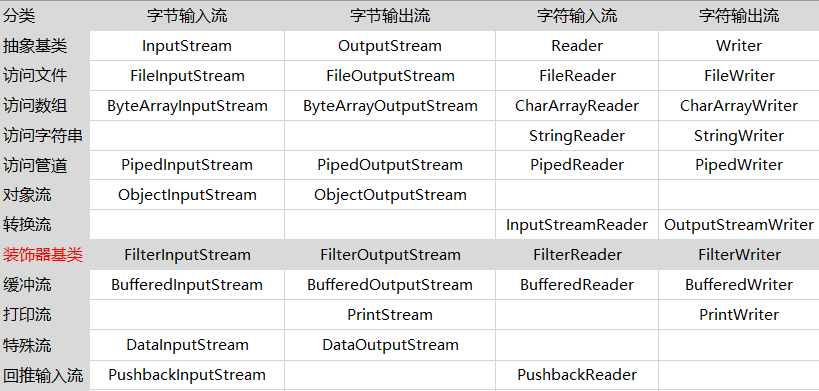 分类 字节输入流 字节输出流 字符输入流 字符输出流
抽象基类 InputStream OutputStream Reader Writer
访问文件 FileInputStream FileOutputStream FileReader FileWriter
访问数组 ByteArrayInputStream ByteArrayOutputStream CharArrayReader CharArrayWriter
访问字符串 StringReader StringWriter
访问管道 PipedInputStream PipedOutputStream PipedReader PipedWriter
对象流 ObjectInputStream ObjectOutputStream
转换流 InputStreamReader OutputStreamWriter
装饰器基类 FilterInputStream FilterOutputStream FilterReader FilterWriter
缓冲流 BufferedInputStream BufferedOutputStream BufferedReader BufferedWriter
打印流 PrintStream PrintWriter
特殊流 DataInputStream DataOutputStream
回推输入流 PushbackInputStream PushbackReader